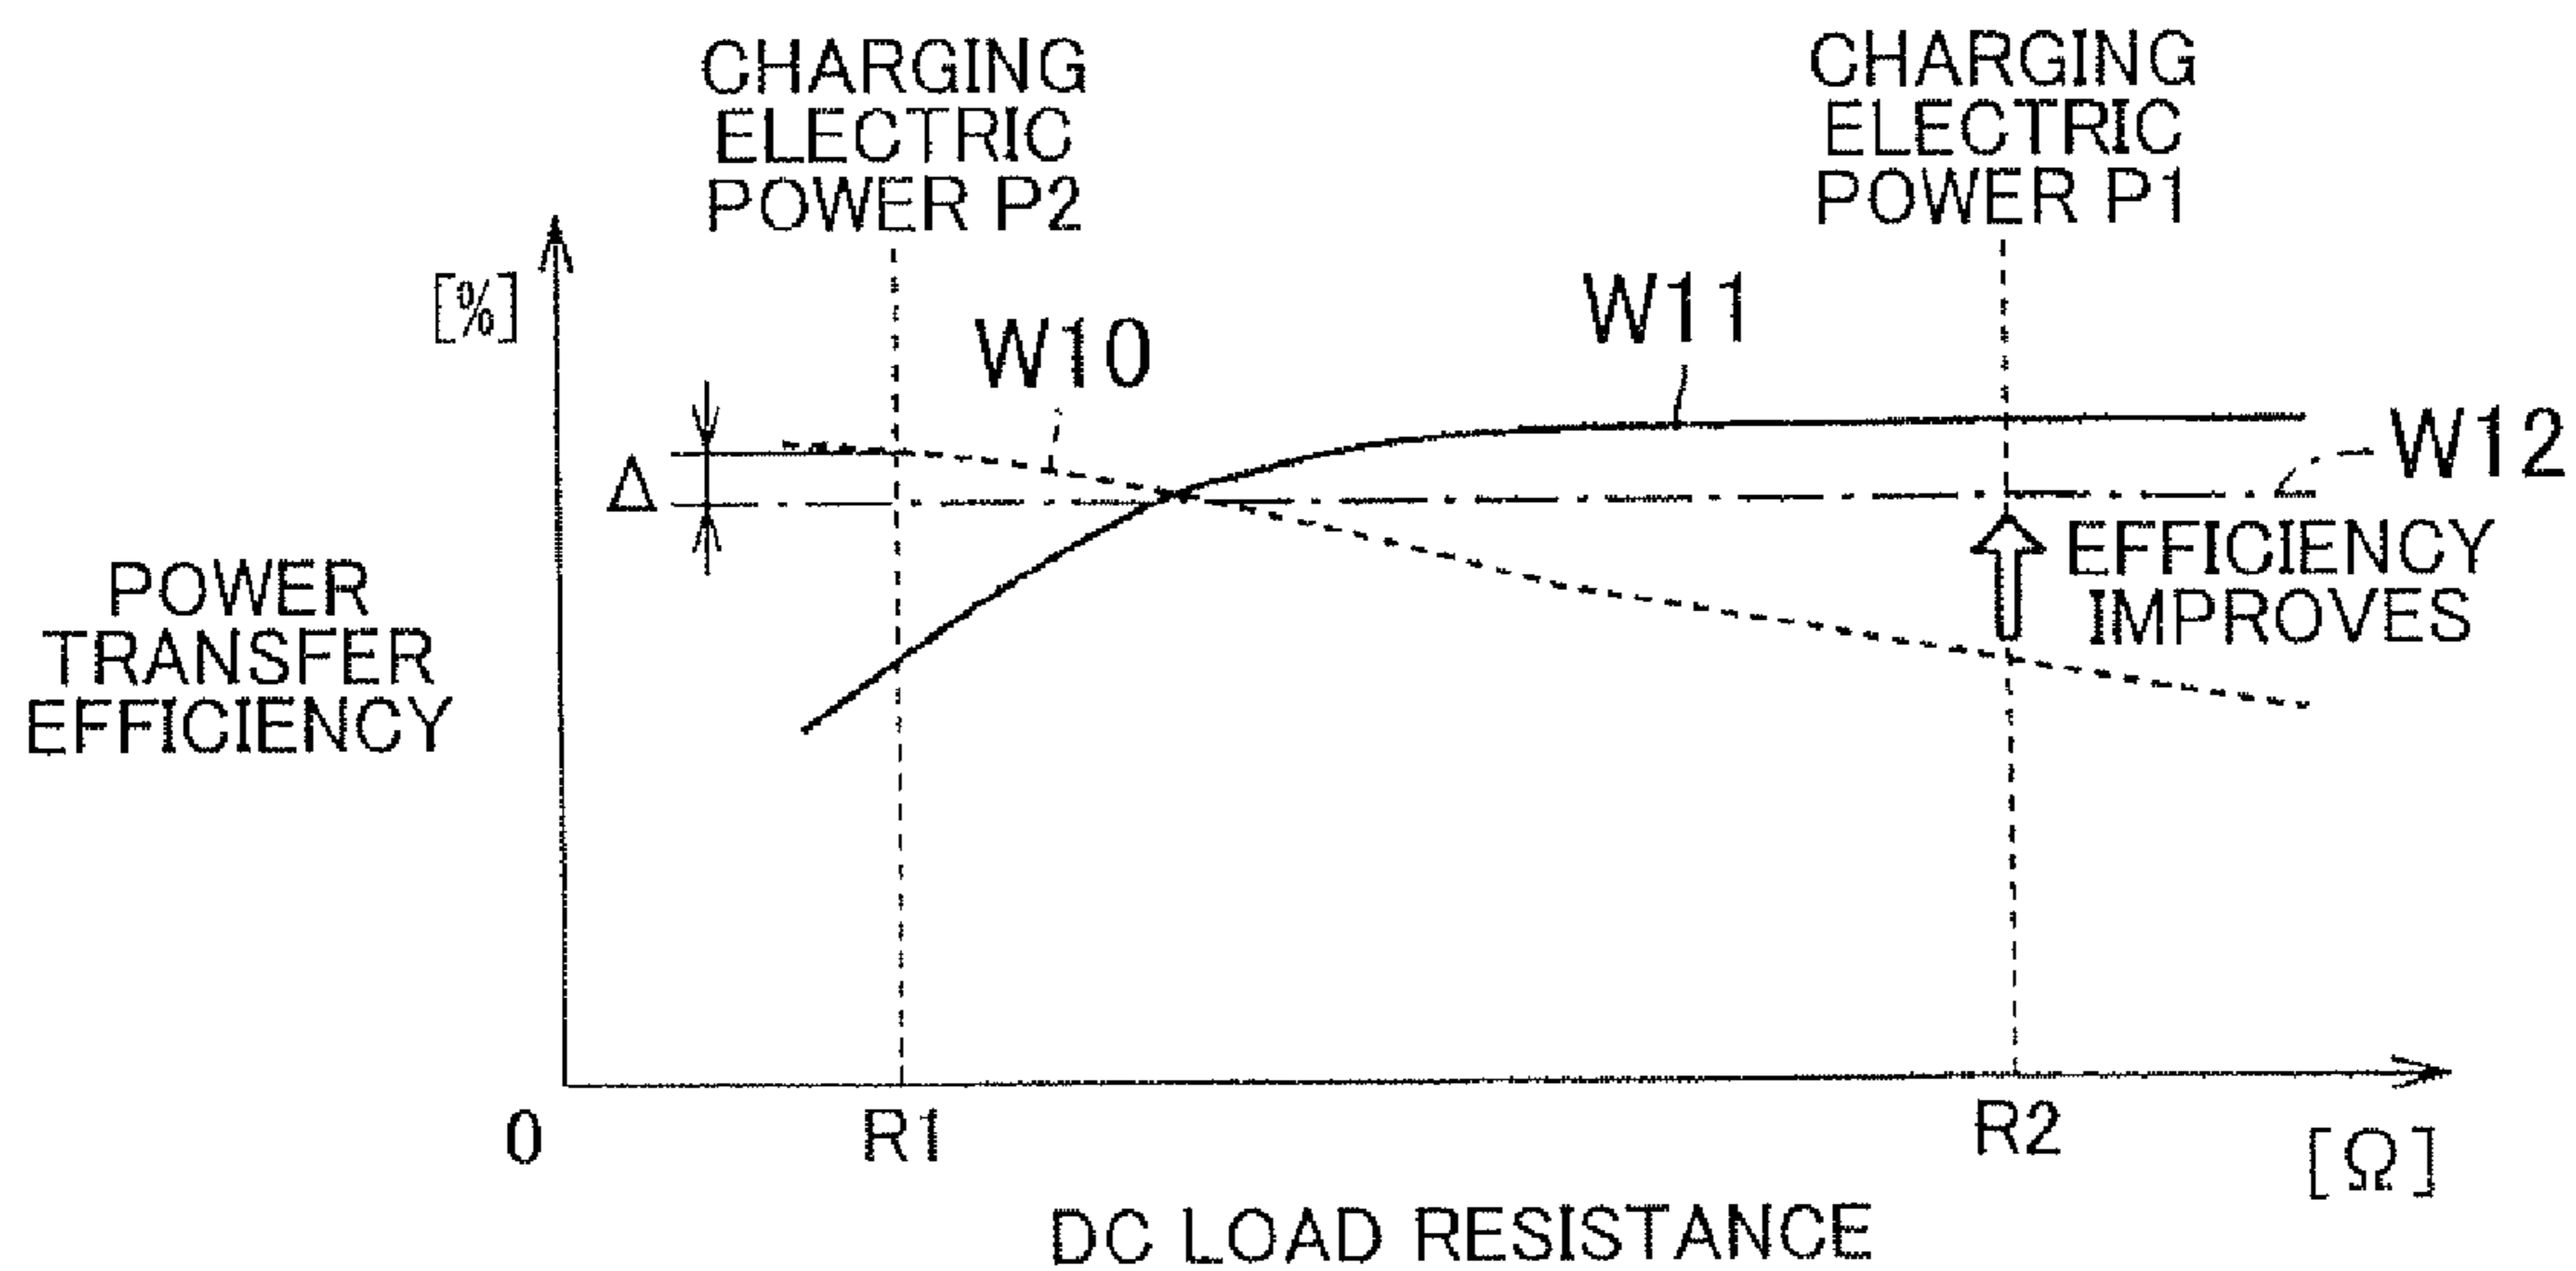 CHARGING
ELECTRIC
POWER P2
CHARGING
ELECTRIC
POWER P1
[%]
W10
W11
W12
Δ
EFFICIENCY
IMPROVES
POWER
TRANSFER
EFFICIENCY
0
R1
R2
[Ω]
DC LOAD RESISTANCE